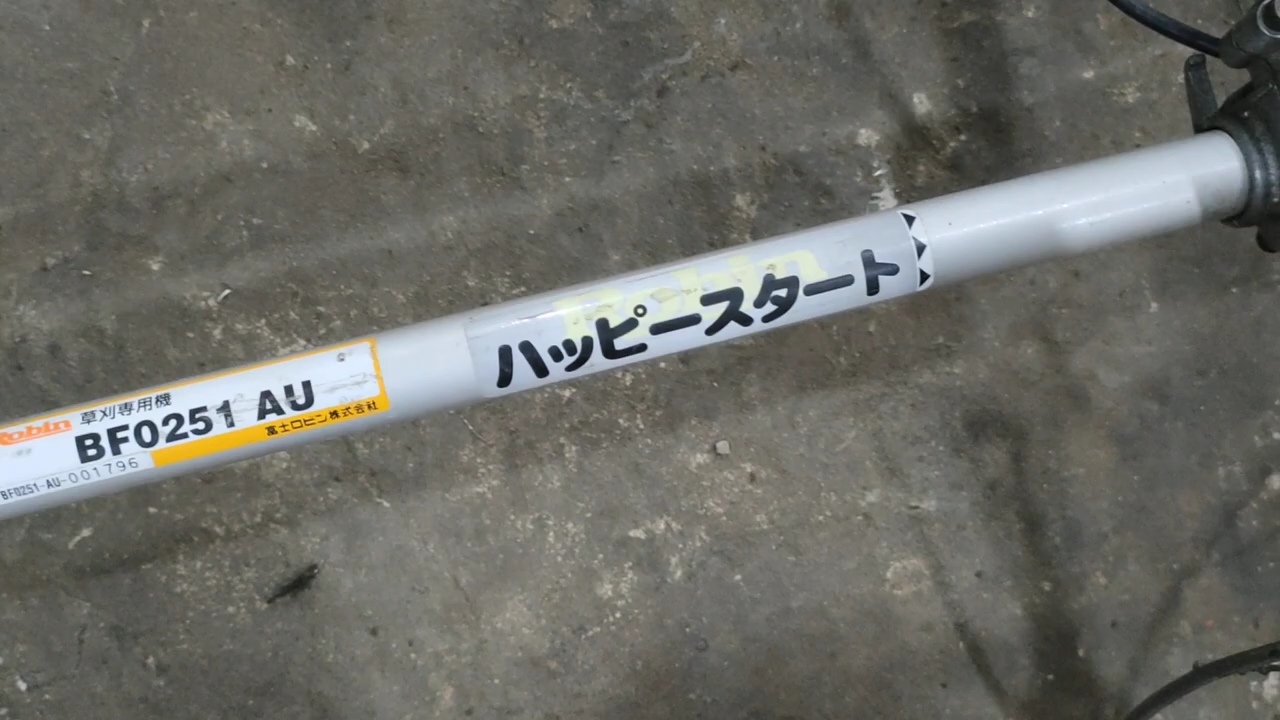 Robin 草刈専用機
BF0251 AU
富士ロビン株式会社
BF0251-AU-001796
Robin
ハッピースタート